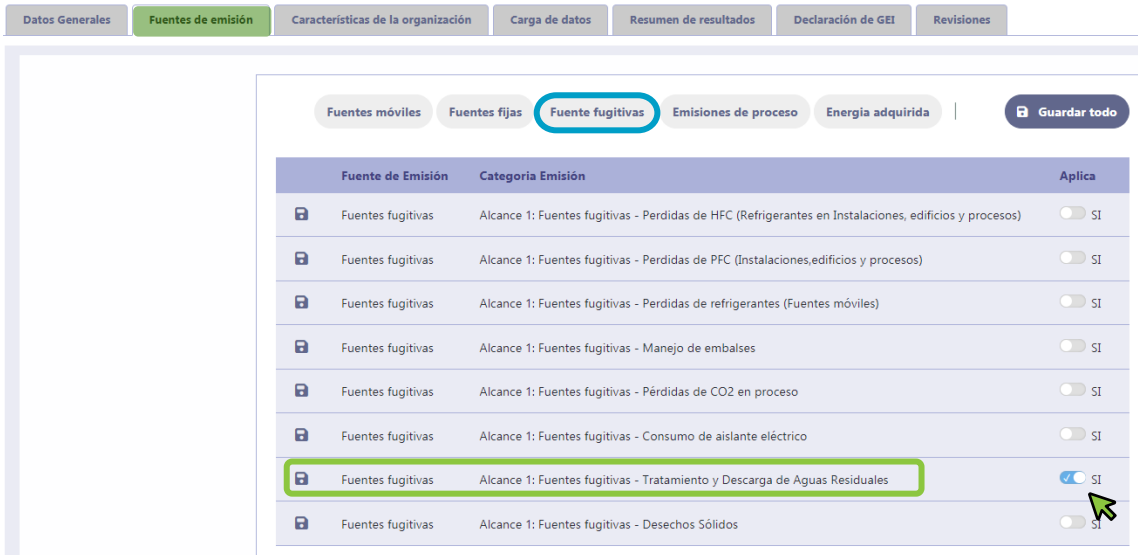 Datos Generales Fuentes de emisión Características de la organización Carga de datos Resumen de resultados Declaración de GEI Revisiones
Fuentes móviles Fuentes fijas Fuente fugitivas Emisiones de proceso Energia adquirida Guardar todo
Fuente de Emisión Categoria Emisión Aplica
Fuentes fugitivas Alcance 1: Fuentes fugitivas - Perdidas de HFC (Refrigerantes en Instalaciones, edificios y procesos) SI
Fuentes fugitivas Alcance 1: Fuentes fugitivas - Perdidas de PFC (Instalaciones,edificios y procesos) SI
Fuentes fugitivas Alcance 1: Fuentes fugitivas - Perdidas de refrigerantes (Fuentes móviles) SI
Fuentes fugitivas Alcance 1: Fuentes fugitivas - Manejo de embalses SI
Fuentes fugitivas Alcance 1: Fuentes fugitivas - Pérdidas de CO2 en proceso SI
Fuentes fugitivas Alcance 1: Fuentes fugitivas - Consumo de aislante eléctrico SI
Fuentes fugitivas Alcance 1: Fuentes fugitivas - Tratamiento y Descarga de Aguas Residuales SI
Fuentes fugitivas Alcance 1: Fuentes fugitivas - Desechos Sólidos SI